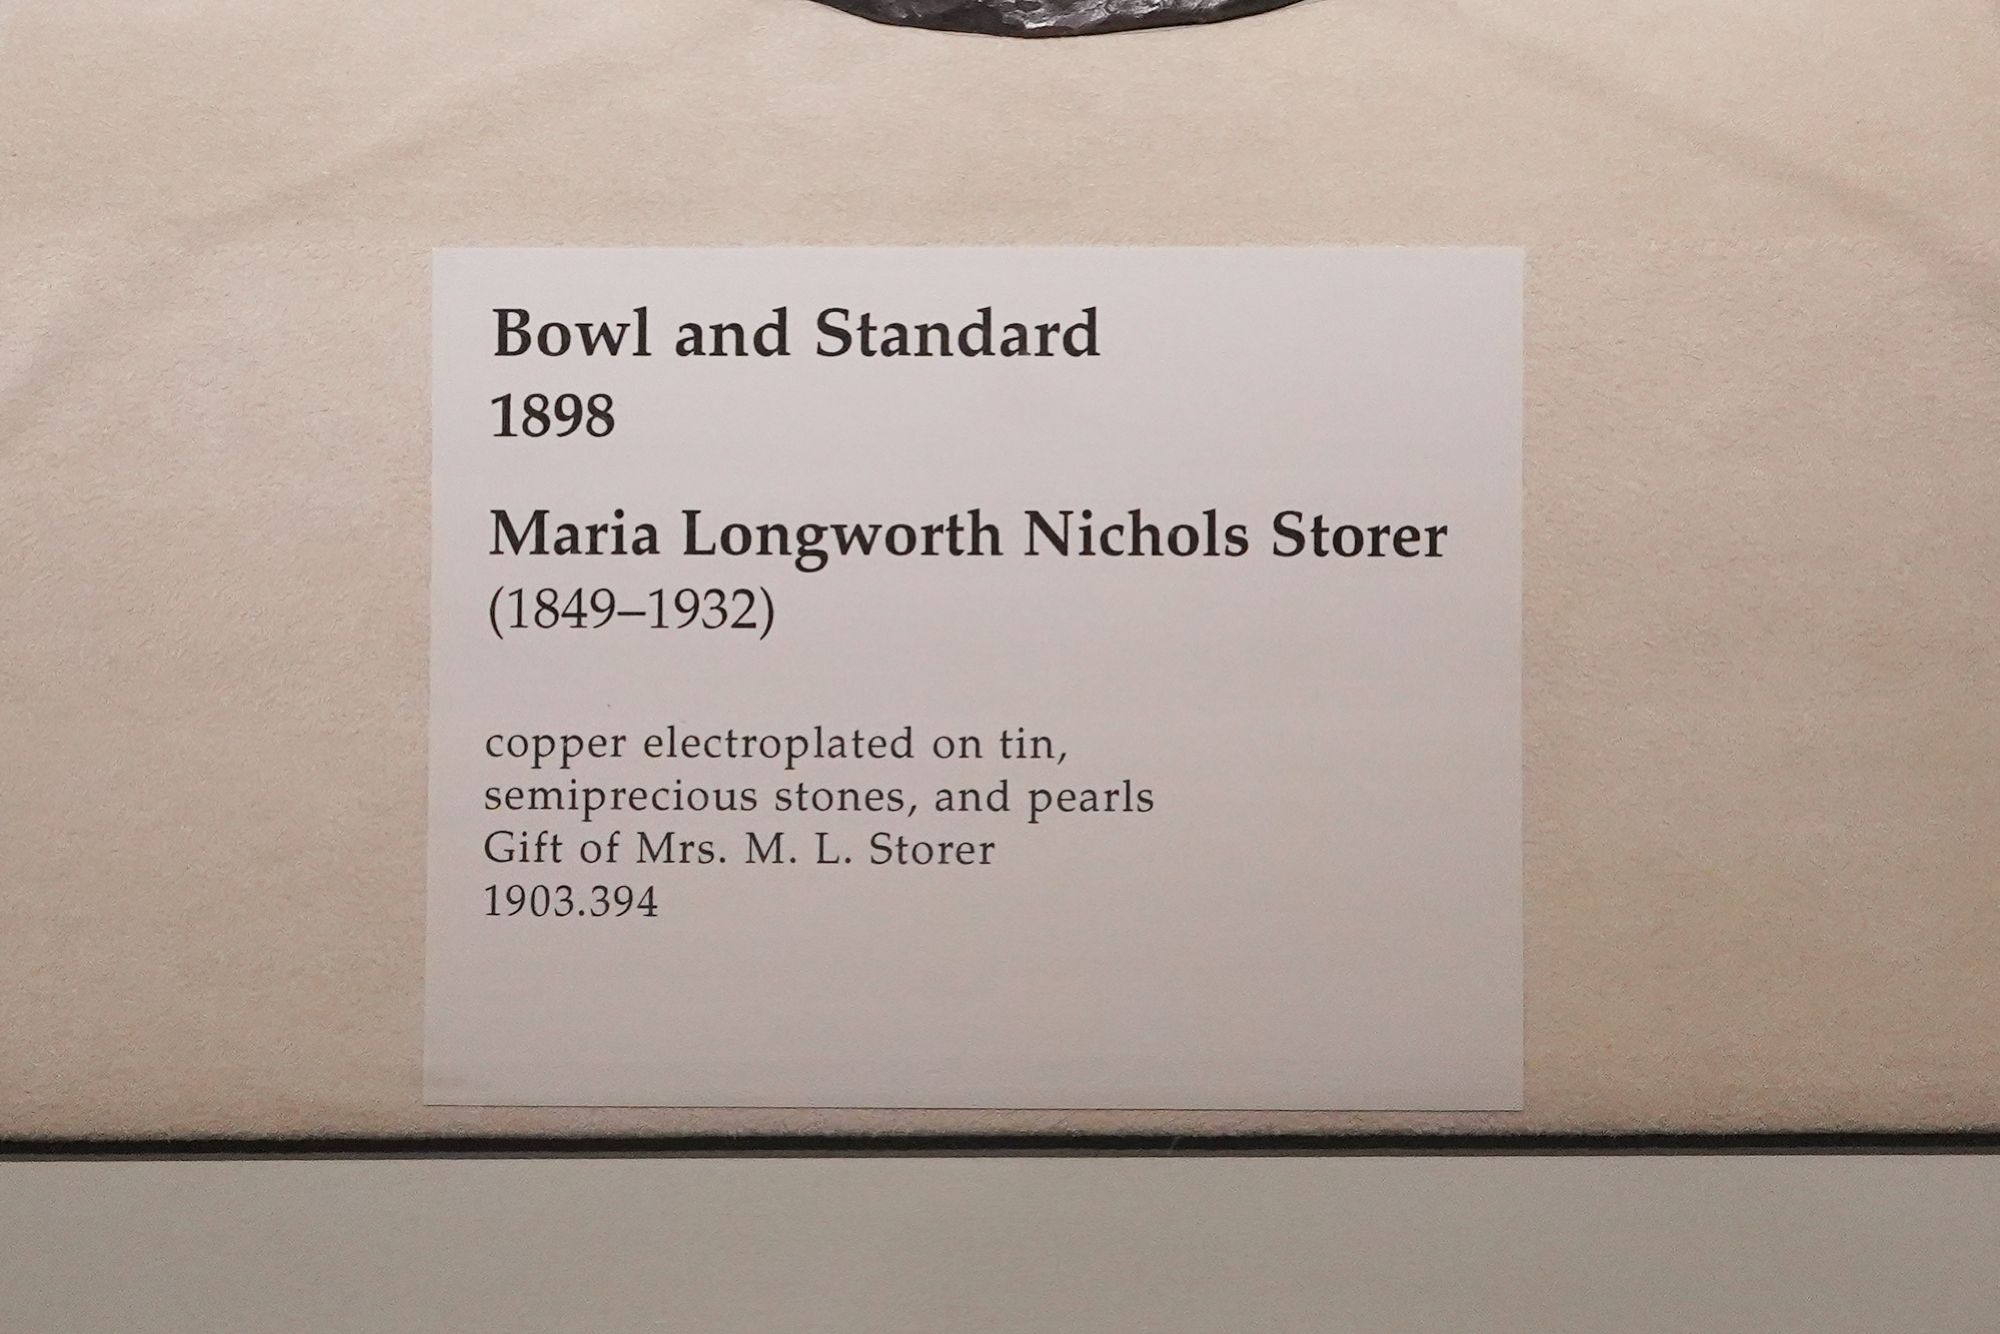 Bowl and Standard
1898
Maria Longworth Nichols Storer
(1849–1932)
copper electroplated on tin,
semiprecious stones, and pearls
Gift of Mrs. M. L. Storer
1903.394